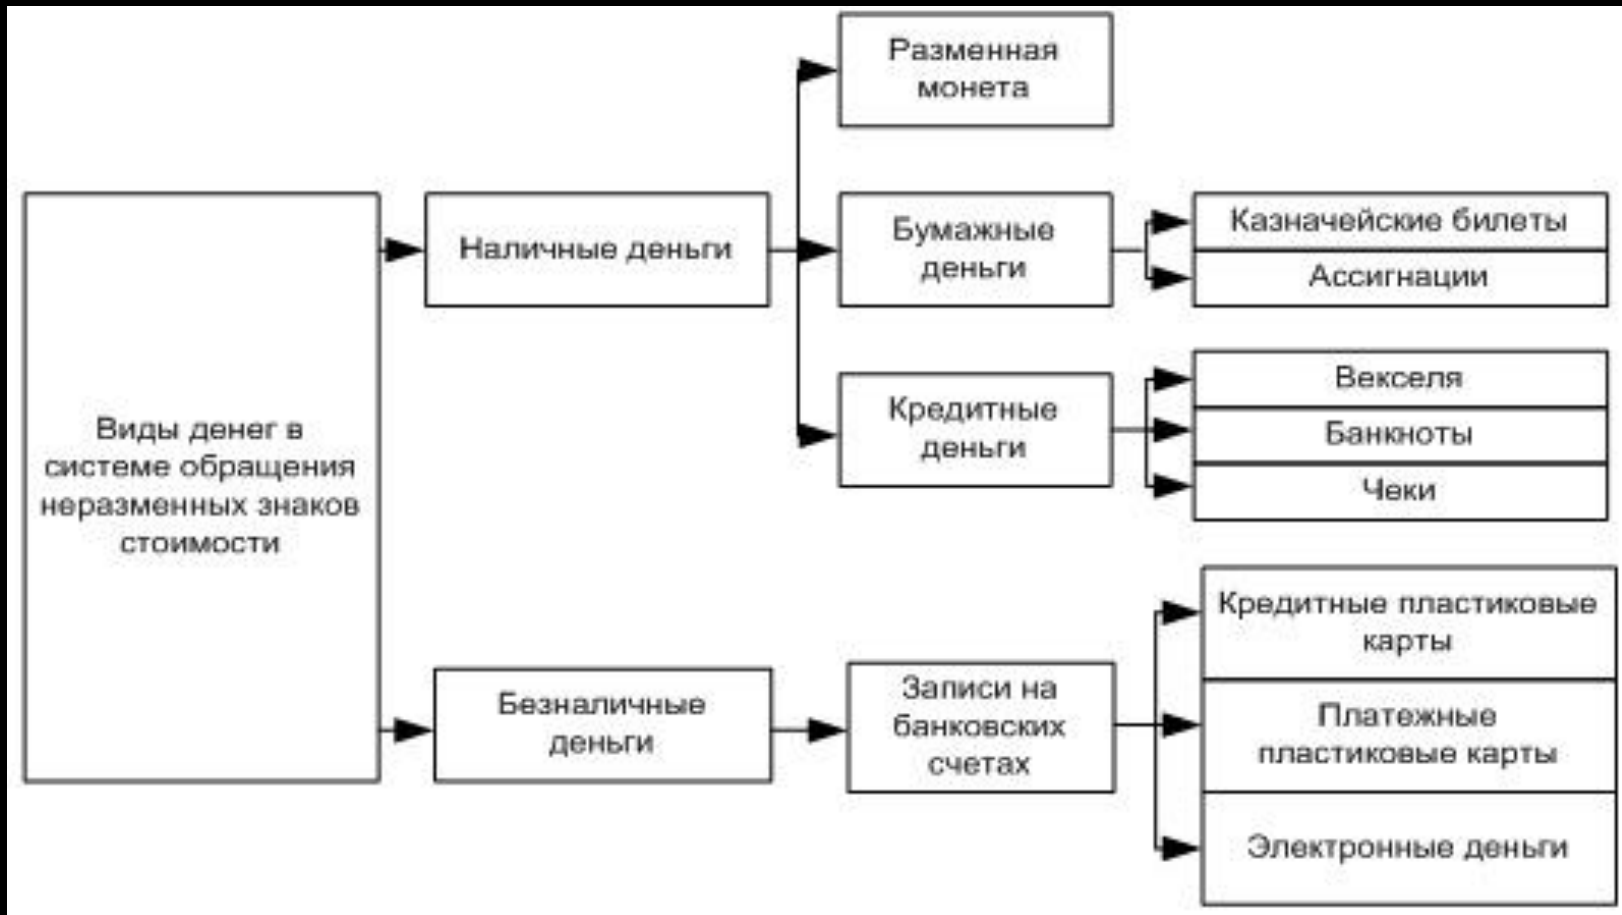 Разменная
монета
Наличные деньги
Бумажные
деньги
Казначейские билеты
Ассигнации
Кредитные
деньги
Векселя
Банкноты
Чеки
Виды денег в
системе обращения
неразменных знаков
стоимости
Безналичные
деньги
Записи на
банковских
счетах
Кредитные пластиковые
карты
Платежные
пластиковые карты
Электронные деньги